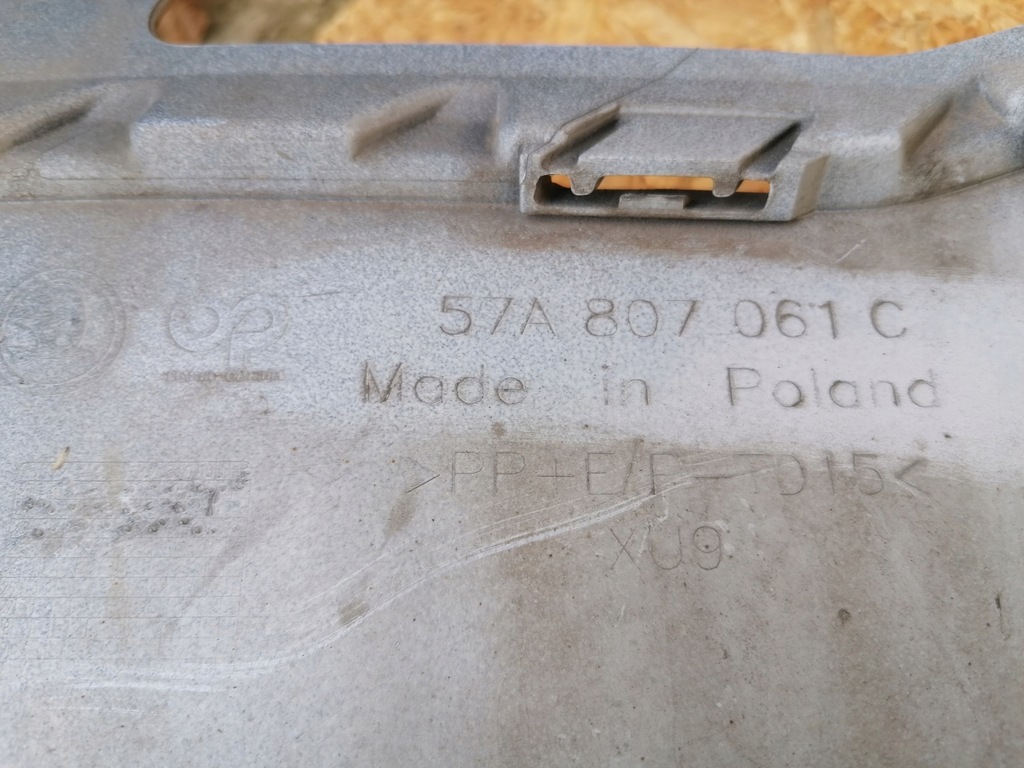 57A 807 061 C
Made in Poland
>PP+E/P-TD15<
XU9